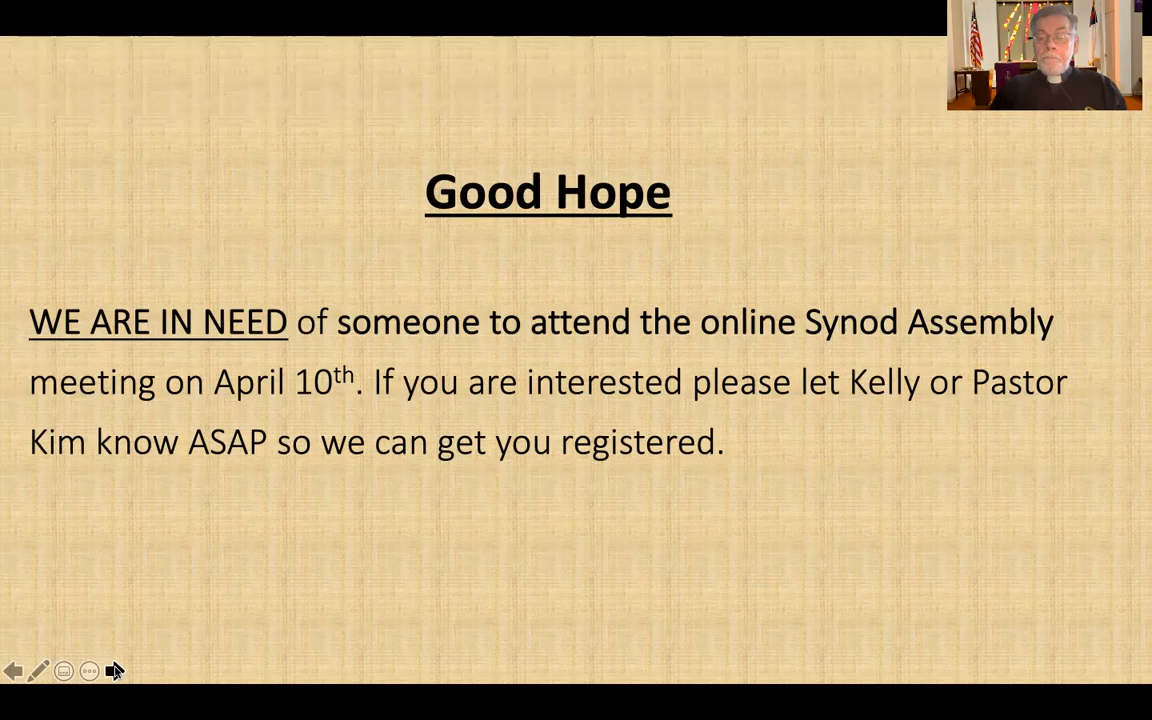 Good Hope
WE ARE IN NEED of someone to attend the online Synod Assembly
meeting on April 10th. If you are interested please let Kelly or Pastor
Kim know ASAP so we can get you registered.